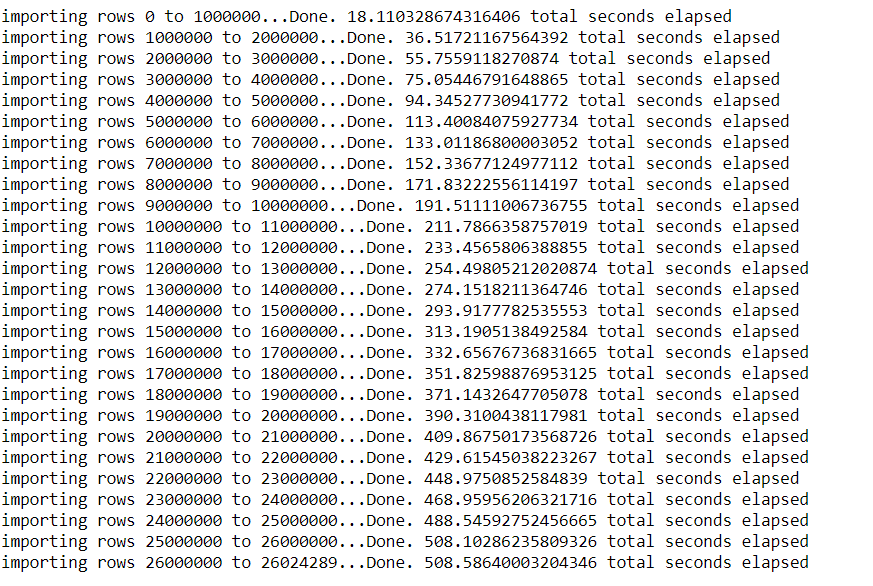 importing rows 0 to 1000000...Done. 18.110328674316406 total seconds elapsed
importing rows 1000000 to 2000000...Done. 36.51721167564392 total seconds elapsed
importing rows 2000000 to 3000000...Done. 55.7559118270874 total seconds elapsed
importing rows 3000000 to 4000000...Done. 75.05446791648865 total seconds elapsed
importing rows 4000000 to 5000000...Done. 94.34527730941772 total seconds elapsed
importing rows 5000000 to 6000000...Done. 113.40084075927734 total seconds elapsed
importing rows 6000000 to 7000000...Done. 133.01186800003052 total seconds elapsed
importing rows 7000000 to 8000000...Done. 152.33677124977112 total seconds elapsed
importing rows 8000000 to 9000000...Done. 171.83222556114197 total seconds elapsed
importing rows 9000000 to 10000000...Done. 191.51111006736755 total seconds elapsed
importing rows 10000000 to 11000000...Done. 211.7866358757019 total seconds elapsed
importing rows 11000000 to 12000000...Done. 233.4565806388855 total seconds elapsed
importing rows 12000000 to 13000000...Done. 254.49805212020874 total seconds elapsed
importing rows 13000000 to 14000000...Done. 274.1518211364746 total seconds elapsed
importing rows 14000000 to 15000000...Done. 293.9177782535553 total seconds elapsed
importing rows 15000000 to 16000000...Done. 313.1905138492584 total seconds elapsed
importing rows 16000000 to 17000000...Done. 332.65676736831665 total seconds elapsed
importing rows 17000000 to 18000000...Done. 351.82598876953125 total seconds elapsed
importing rows 18000000 to 19000000...Done. 371.1432647705078 total seconds elapsed
importing rows 19000000 to 20000000...Done. 390.3100438117981 total seconds elapsed
importing rows 20000000 to 21000000...Done. 409.86750173568726 total seconds elapsed
importing rows 21000000 to 22000000...Done. 429.61545038223267 total seconds elapsed
importing rows 22000000 to 23000000...Done. 448.9750852584839 total seconds elapsed
importing rows 23000000 to 24000000...Done. 468.95956206321716 total seconds elapsed
importing rows 24000000 to 25000000...Done. 488.54592752456665 total seconds elapsed
importing rows 25000000 to 26000000...Done. 508.10286235809326 total seconds elapsed
importing rows 26000000 to 26024289...Done. 508.58640003204346 total seconds elapsed